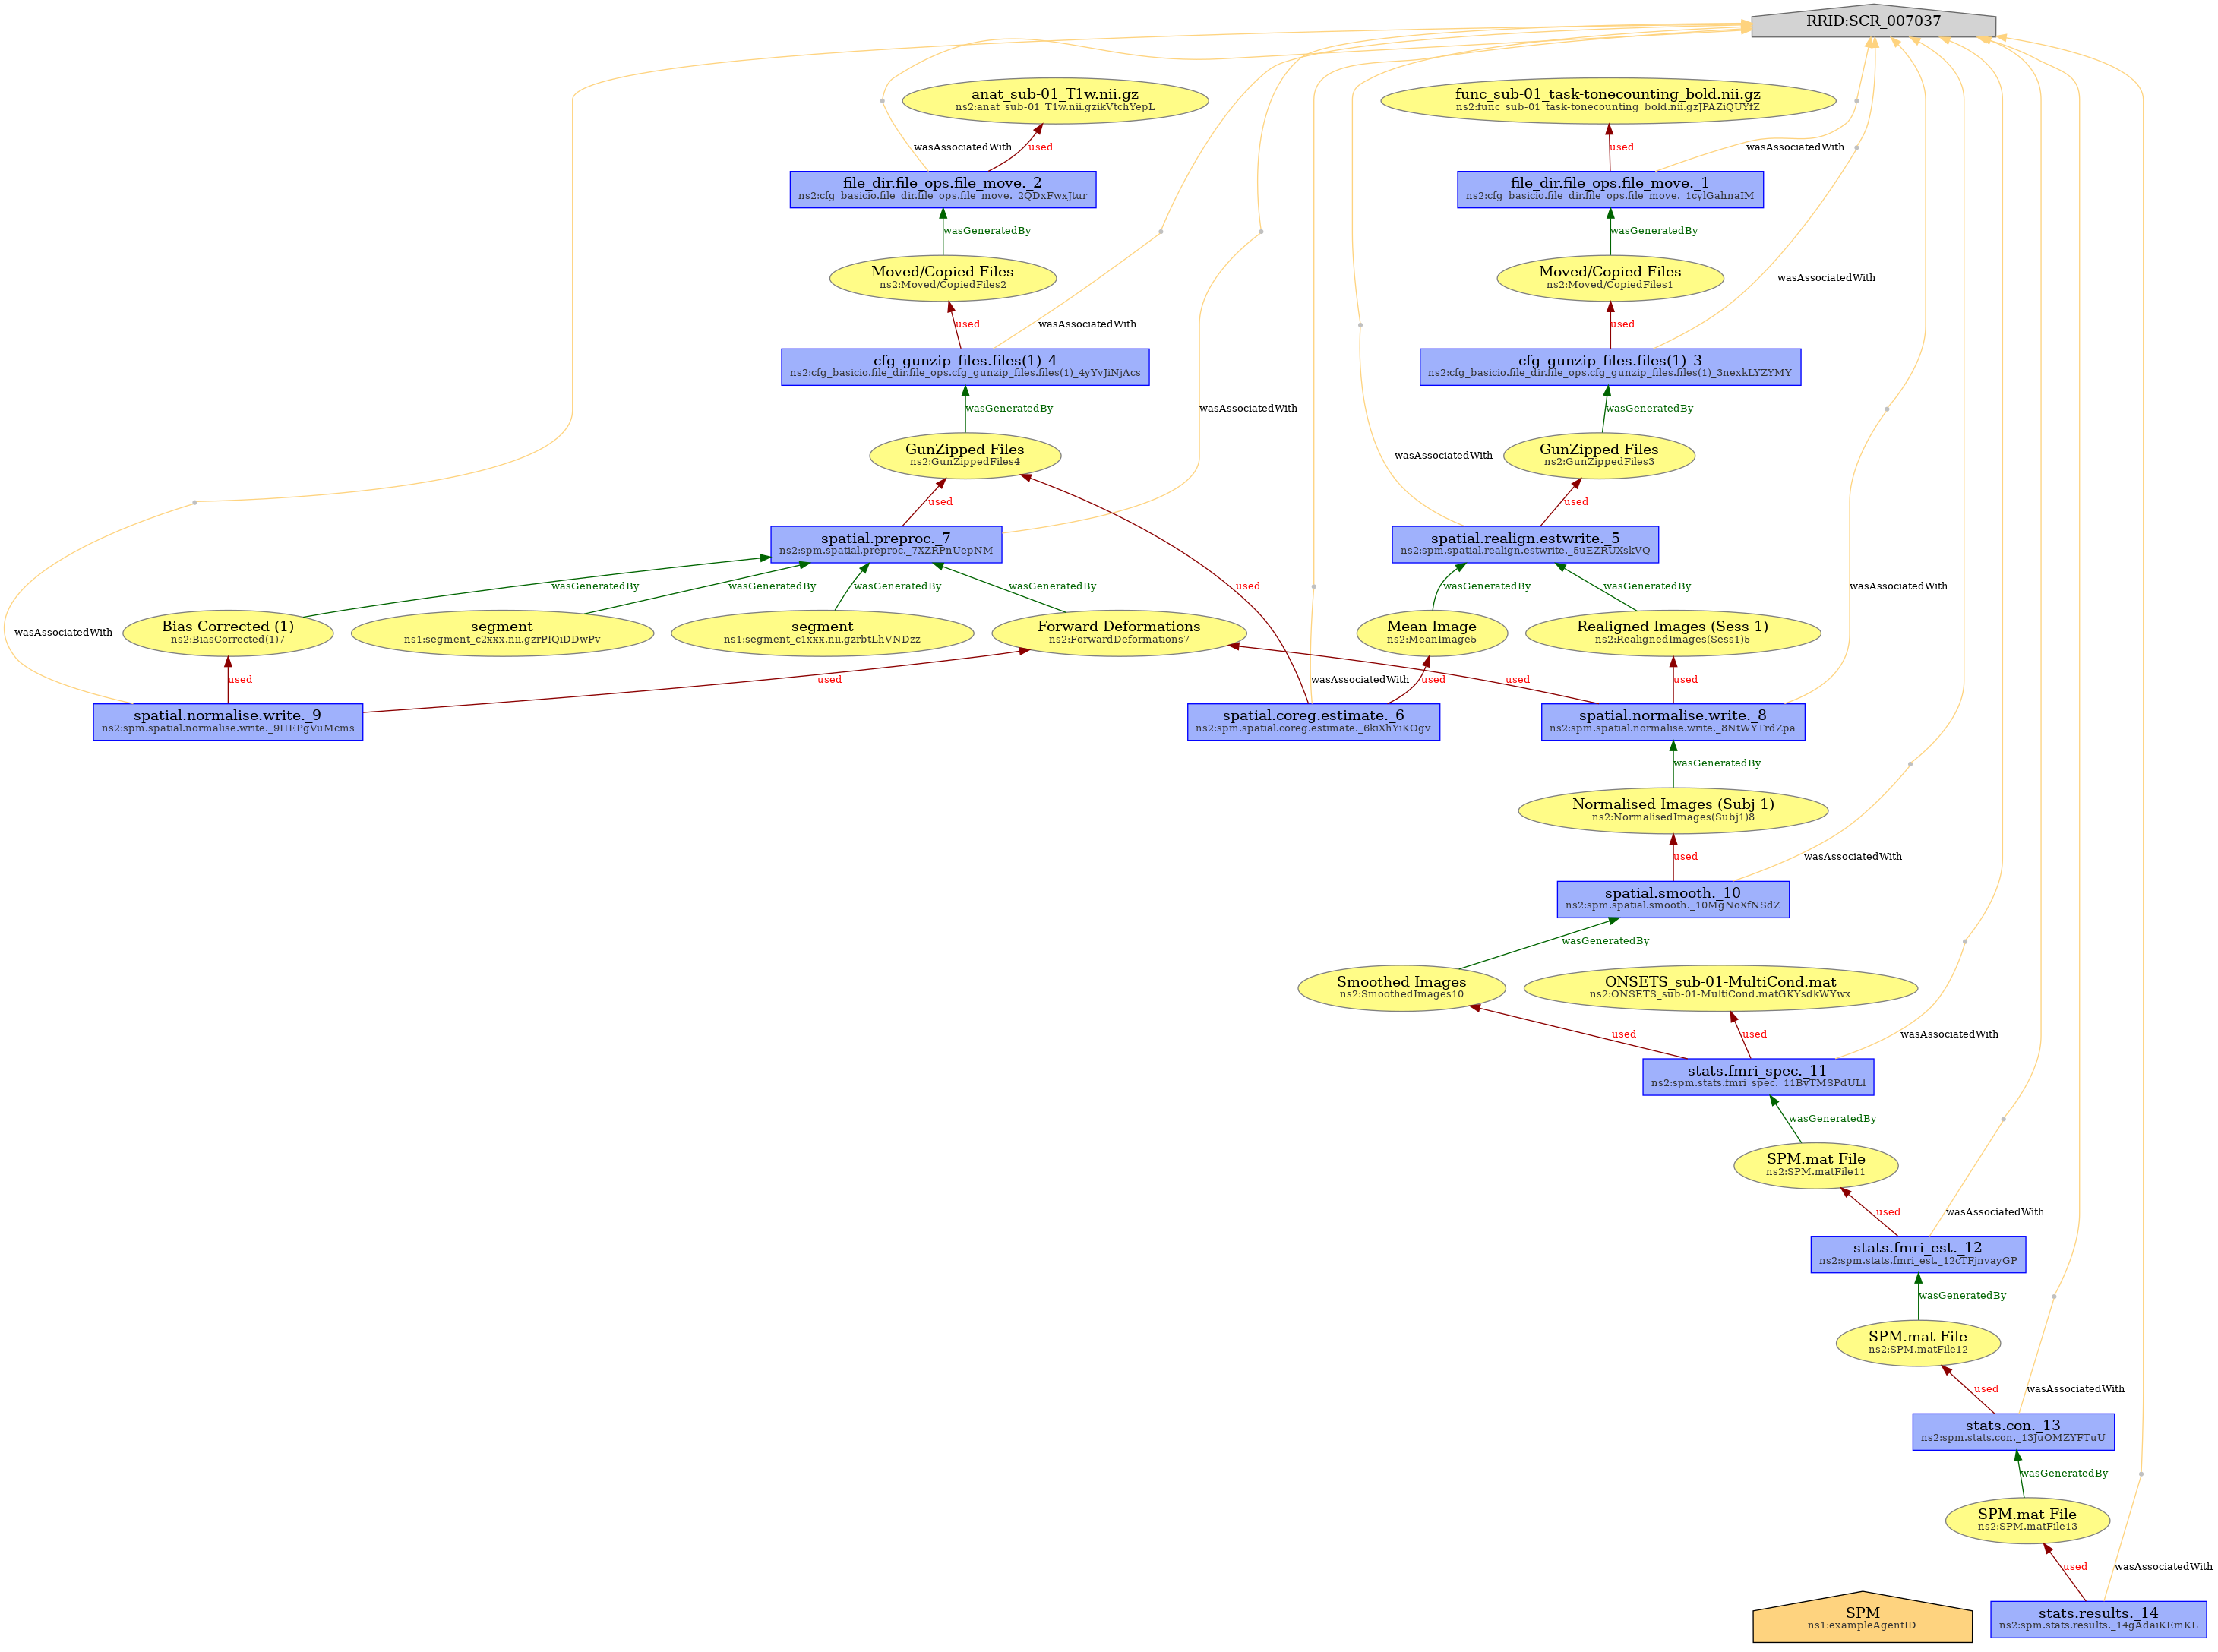 RRID:SCR_007037
anat_sub-01_T1w.nii.gz
ns2:anat_sub-01_T1w.nii.gzikVtchYepL
func_sub-01_task-tonecounting_bold.nii.gz
ns2:func_sub-01_task-tonecounting_bold.nii.gzJPAZiQUYfZ
wasAssociatedWith
used
used
wasAssociatedWith
file_dir.file_ops.file_move._2
ns2:cfg_basicio.file_dir.file_ops.file_move._2QDxFwxJtur
file_dir.file_ops.file_move._1
ns2:cfg_basicio.file_dir.file_ops.file_move._1cylGahnaIM
wasGeneratedBy
wasGeneratedBy
Moved/Copied Files
ns2:Moved/CopiedFiles2
Moved/Copied Files
ns2:Moved/CopiedFiles1
wasAssociatedWith
used
wasAssociatedWith
used
cfg_gunzip_files.files(1)_4
ns2:cfg_basicio.file_dir.file_ops.cfg_gunzip_files.files(1)_4yYvJiNjAcs
cfg_gunzip_files.files(1)_3
ns2:cfg_basicio.file_dir.file_ops.cfg_gunzip_files.files(1)_3nexkLYZYMY
wasGeneratedBy
wasAssociatedWith
wasGeneratedBy
GunZipped Files
ns2:GunZippedFiles4
wasAssociatedWith
GunZipped Files
ns2:GunZippedFiles3
used
used
spatial.preproc._7
ns2:spm.spatial.preproc._7XZRPnUepNM
spatial.realign.estwrite._5
ns2:spm.spatial.realign.estwrite._5uEZRUXskVQ
wasGeneratedBy
wasGeneratedBy
wasGeneratedBy
wasGeneratedBy
used
wasGeneratedBy
wasGeneratedBy
wasAssociatedWith
wasAssociatedWith
Bias Corrected (1)
ns2:BiasCorrected(1)7
segment
ns1:segment_c2xxx.nii.gzrPIQiDDwPv
segment
ns1:segment_c1xxx.nii.gzrbtLhVNDzz
Forward Deformations
ns2:ForwardDeformations7
Mean Image
ns2:MeanImage5
Realigned Images (Sess 1)
ns2:RealignedImages(Sess1)5
used
used
wasAssociatedWith
used
used
used
spatial.normalise.write._9
ns2:spm.spatial.normalise.write._9HEPgVuMcms
spatial.coreg.estimate._6
ns2:spm.spatial.coreg.estimate._6kiXhYiKOgv
spatial.normalise.write._8
ns2:spm.spatial.normalise.write._8NtWYTrdZpa
wasGeneratedBy
Normalised Images (Subj 1)
ns2:NormalisedImages(Subj1)8
used
wasAssociatedWith
spatial.smooth._10
ns2:spm.spatial.smooth._10MgNoXfNSdZ
wasGeneratedBy
Smoothed Images
ns2:SmoothedImages10
ONSETS_sub-01-MultiCond.mat
ns2:ONSETS_sub-01-MultiCond.matGKYsdkWYwx
used
used
wasAssociatedWith
stats.fmri_spec._11
ns2:spm.stats.fmri_spec._11ByTMSPdULl
wasGeneratedBy
SPM.mat File
ns2:SPM.matFile11
used
wasAssociatedWith
stats.fmri_est._12
ns2:spm.stats.fmri_est._12cTFjnvayGP
wasGeneratedBy
SPM.mat File
ns2:SPM.matFile12
used
wasAssociatedWith
stats.con._13
ns2:spm.stats.con._13JuOMZYFTuU
wasGeneratedBy
SPM.mat File
ns2:SPM.matFile13
used
wasAssociatedWith
SPM
ns1:exampleAgentID
stats.results._14
ns2:spm.stats.results._14gAdaiKEmKL